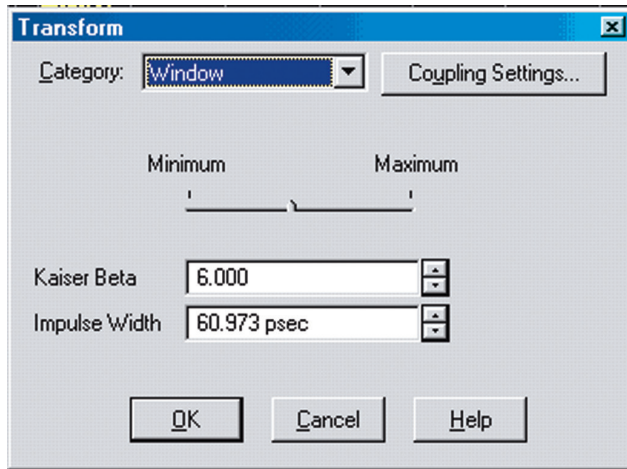 Transform
Category: Window Coupling Settings...
Minimum Maximum
Kaiser Beta 6.000
Impulse Width 60.973 psec
OK Cancel Help